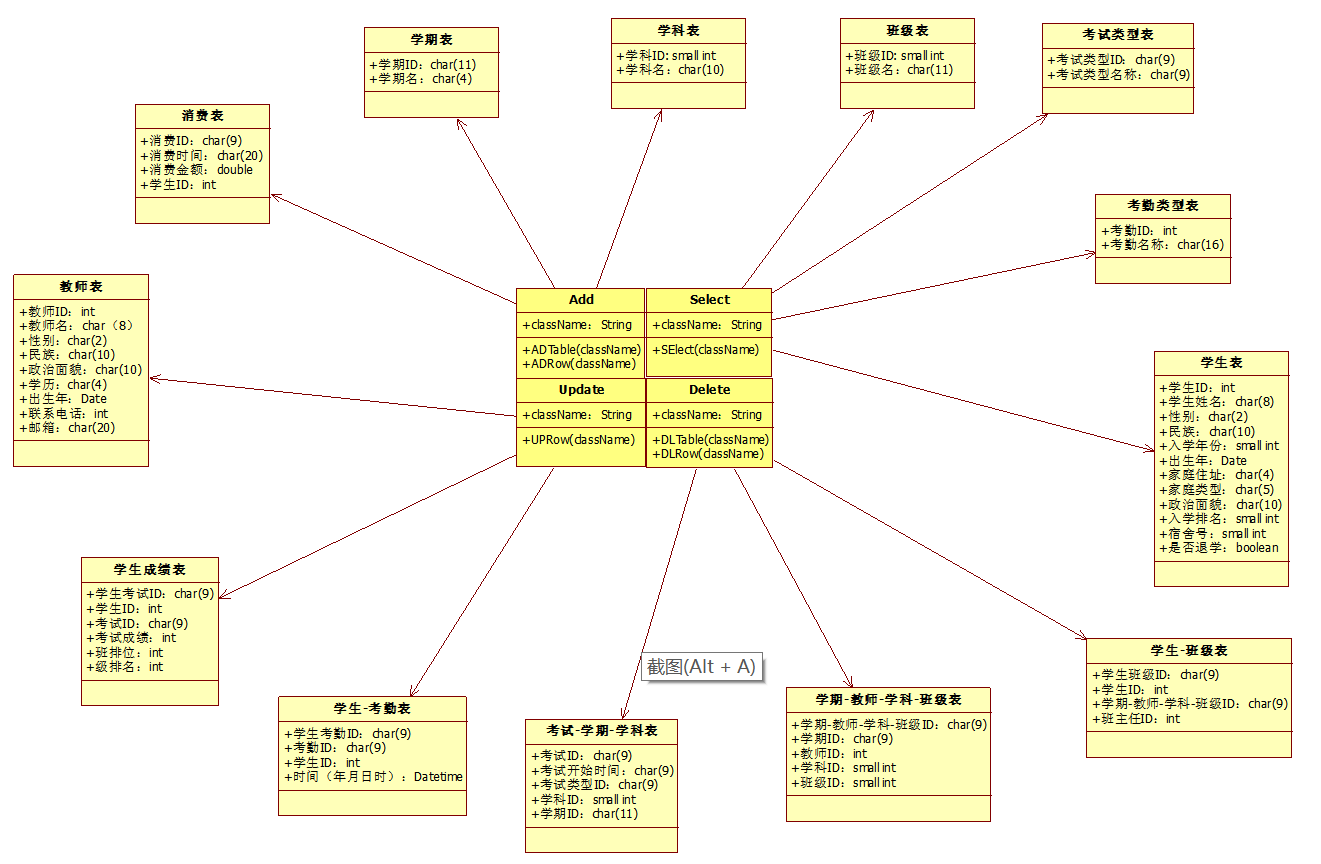 学期表
+学期ID：char(11)
+学期名：char(4)
学科表
+学科ID: smallint
+学科名：char(10)
班级表
+班级ID: smallint
+班级名：char(11)
考试类型表
+考试类型ID：char(9)
+考试类型名称：char(9)
消费表
+消费ID：char(9)
+消费时间：char(20)
+消费金额：double
+学生ID：int
考勤类型表
+考勤ID：int
+考勤名称：char(16)
教师表
+教师ID：int
+教师名：char（8）
+性别：char(2)
+民族：char(10)
+政治面貌：char(10)
+学历：char(4)
+出生年：Date
+联系电话：int
+邮箱：char(20)
Add
+className：String
+ADTable(className)
+ADRow(className)
Select
+className：String
+SElect(className)
Update
+className：String
+UPRow(className)
Delete
+className：String
+DLTable(className)
+DLRow(className)
学生表
+学生ID：int
+学生姓名：char(8)
+性别：char(2)
+民族：char(10)
+入学年份：smallint
+出生年：Date
+家庭住址：char(4)
+家庭类型：char(5)
+政治面貌：char(10)
+入学排名：smallint
+宿舍号：smallint
+是否退学：boolean
学生成绩表
+学生考试ID：char(9)
+学生ID：int
+考试ID：char(9)
+考试成绩：int
+班排位：int
+级排名：int
学生-考勤表
+学生考勤ID：char(9)
+考勤ID：char(9)
+学生ID：int
+时间（年月日时）：Datetime
截图(Alt + A)
考试-学期-学科表
+考试ID：char(9)
+考试开始时间：char(9)
+考试类型ID：char(9)
+学科ID：smallint
+学期ID：char(11)
学期-教师-学科-班级表
+学期-教师-学科-班级ID：char(9)
+学期ID：char(9)
+教师ID：int
+学科ID：smallint
+班级ID：smallint
学生-班级表
+学生班级ID：char(9)
+学生ID：int
+学期-教师-学科-班级ID：char(9)
+班主任ID：int